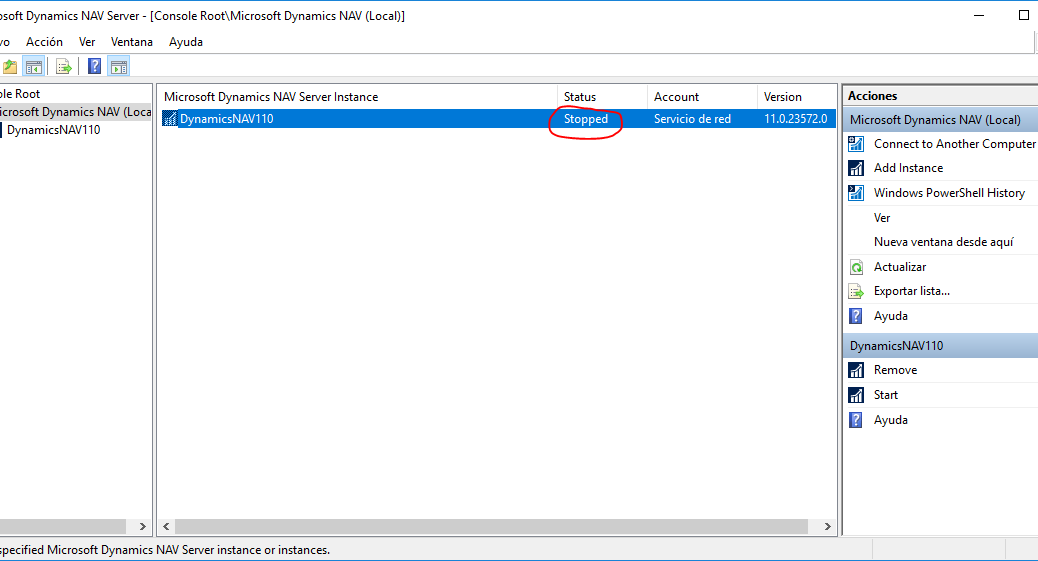 osoft Dynamics NAV Server - [Console Root\Microsoft Dynamics NAV (Local)]
vo Acción Ver Ventana Ayuda
ole Root
icrosoft Dynamics NAV (Loca
DynamicsNAV110
Microsoft Dynamics NAV Server Instance Status Account Version
DynamicsNAV110 Stopped Servicio de red 11.0.23572.0
Acciones
Microsoft Dynamics NAV (Local)
Connect to Another Computer
Add Instance
Windows PowerShell History
Ver
Nueva ventana desde aquí
Actualizar
Exportar lista...
Ayuda
DynamicsNAV110
Remove
Start
Ayuda
specified Microsoft Dynamics NAV Server instance or instances.